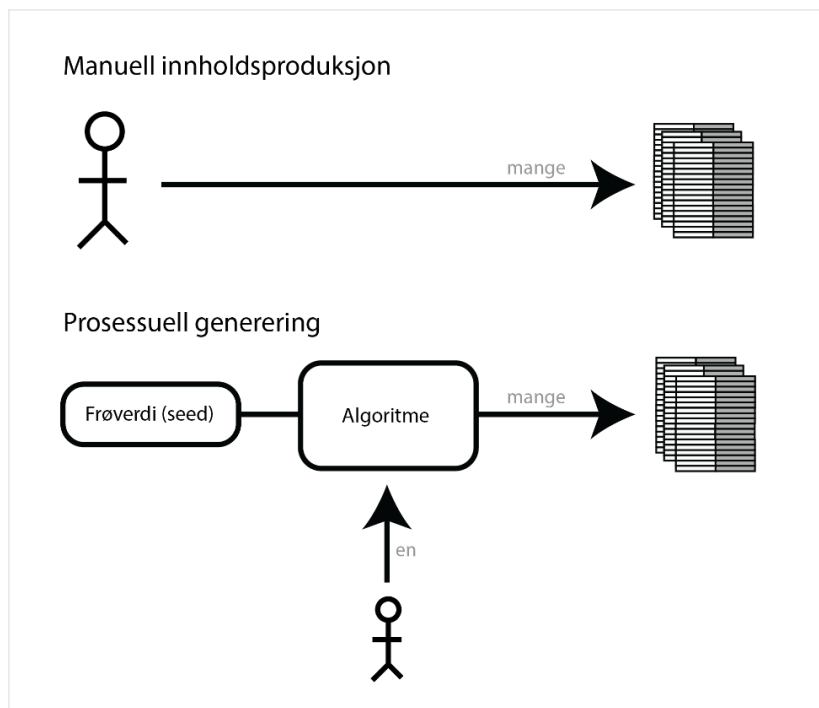 Manuell innholdsproduksjon
mange
Prosessuell generering
Frøverdi (seed)
Algoritme
mange
en